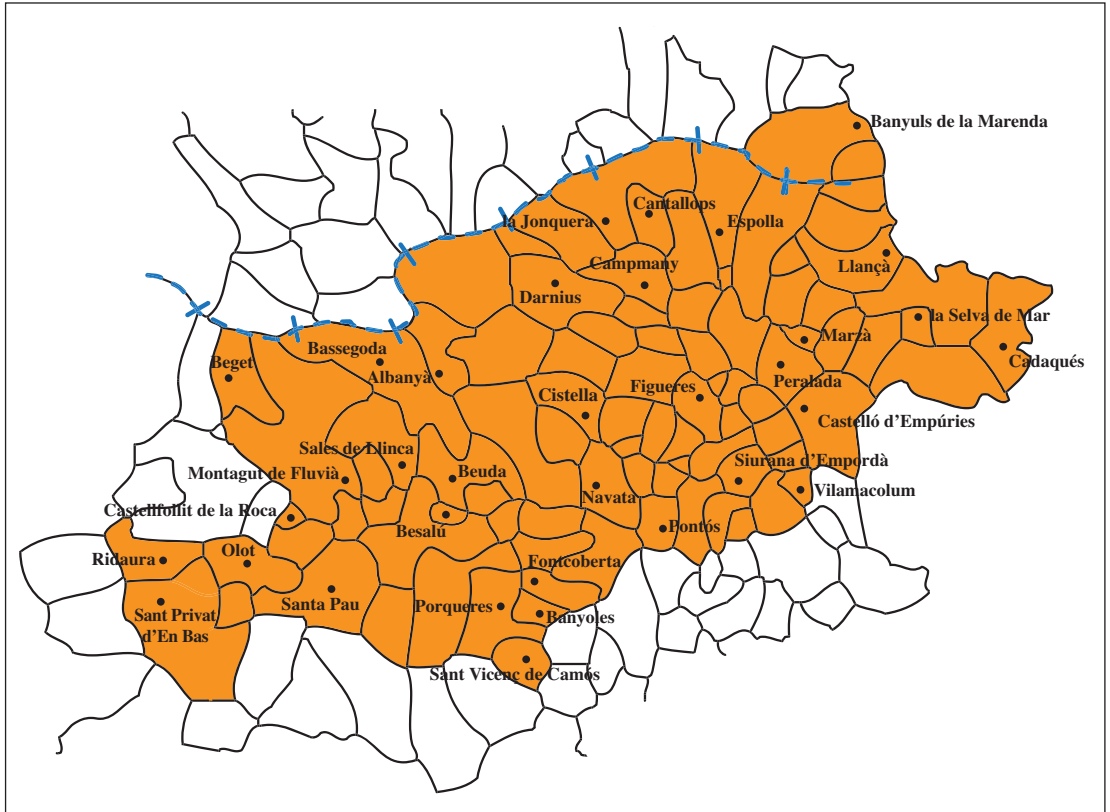 Banyuls de la Marenda
Cantallops
la Jonquera
Espolla
Campmany
Llançà
Darnius
la Selva de Mar
Marzà
Bassegoda
Beget
Cadaqués
Albanyà
Peralada
Figueres
Cistella
Castelló d’Empúries
Sales de Llinca
Siurana d’Empordà
Montagut de Fluvià
Beuda
Navata
Vilamacolum
Castellfollit de la Roca
Besalú
Pontós
Olot
Ridaura
Fontcoberta
Santa Pau
Porqueres
Sant Privat
d’En Bas
Banyoles
Sant Vicenç de Camós